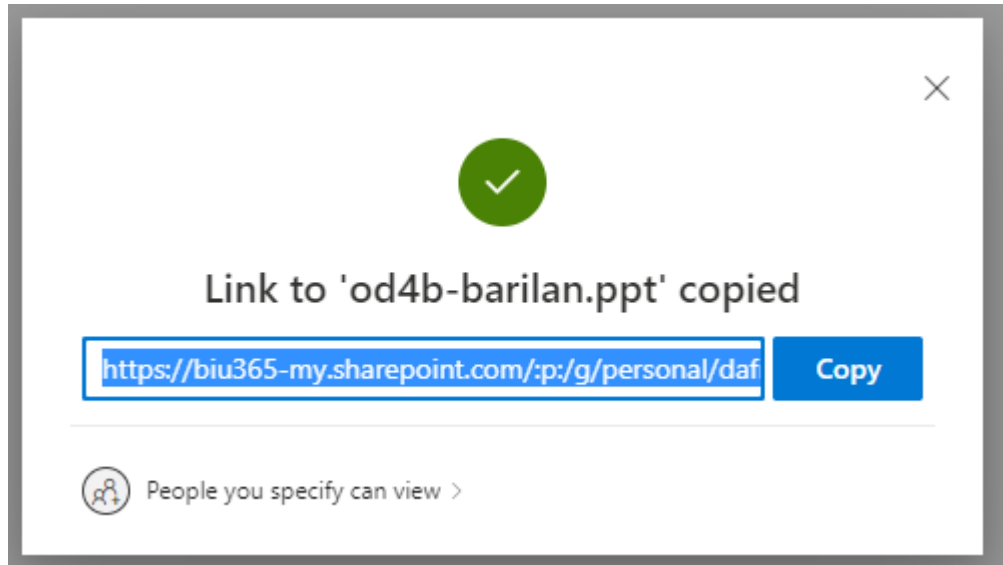 Link to 'od4b-barilan.ppt' copied
https://biu365-my.sharepoint.com/:p:/g/personal/daf
Copy
People you specify can view >